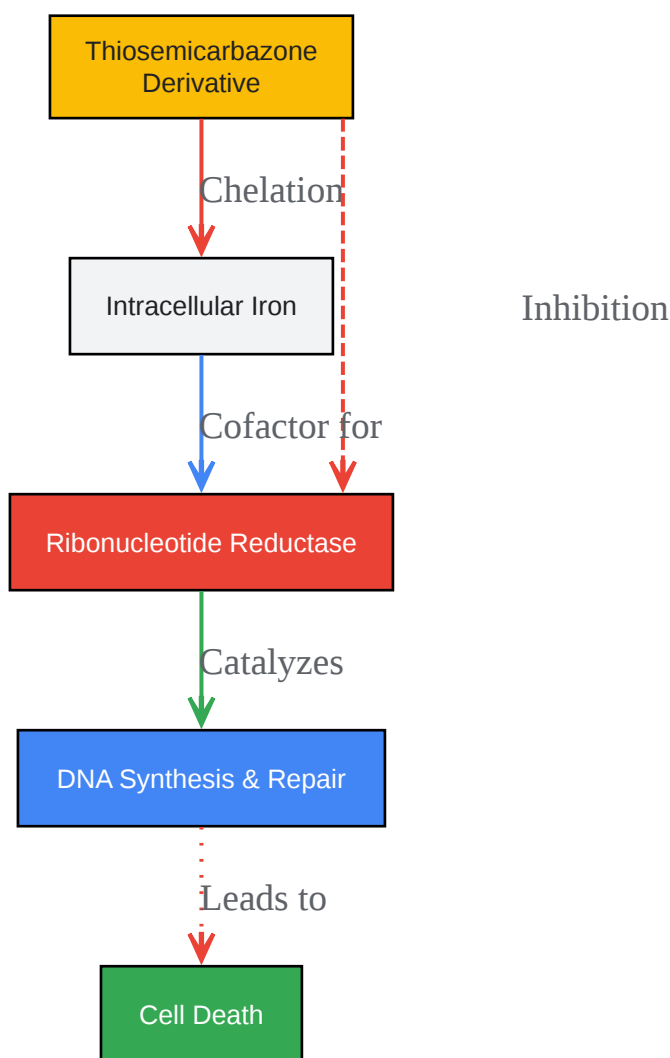 Thiosemicarbazone
Derivative
Chelation
Intracellular Iron
Inhibition
Cofactor for
Ribonucleotide Reductase
Catalyzes
DNA Synthesis & Repair
Leads to
Cell Death